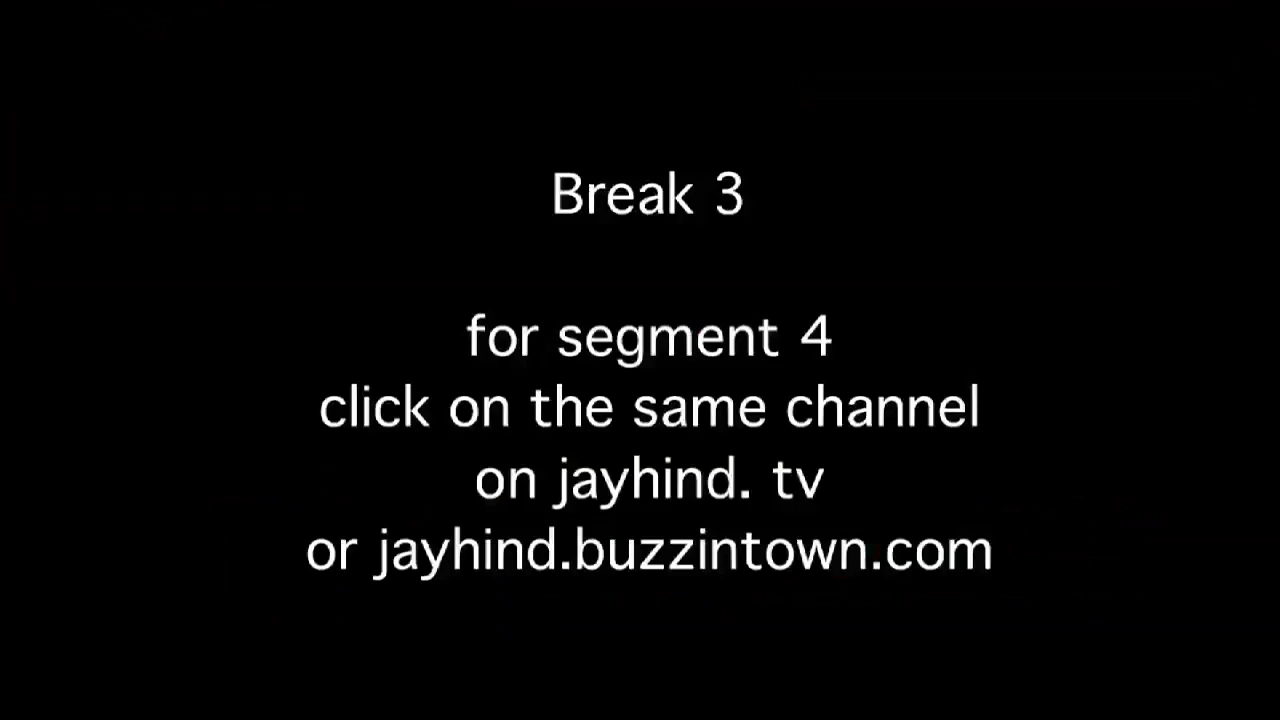 Break 3
for segment 4
click on the same channel
on jayhind. tv
or jayhind.buzzintown.com